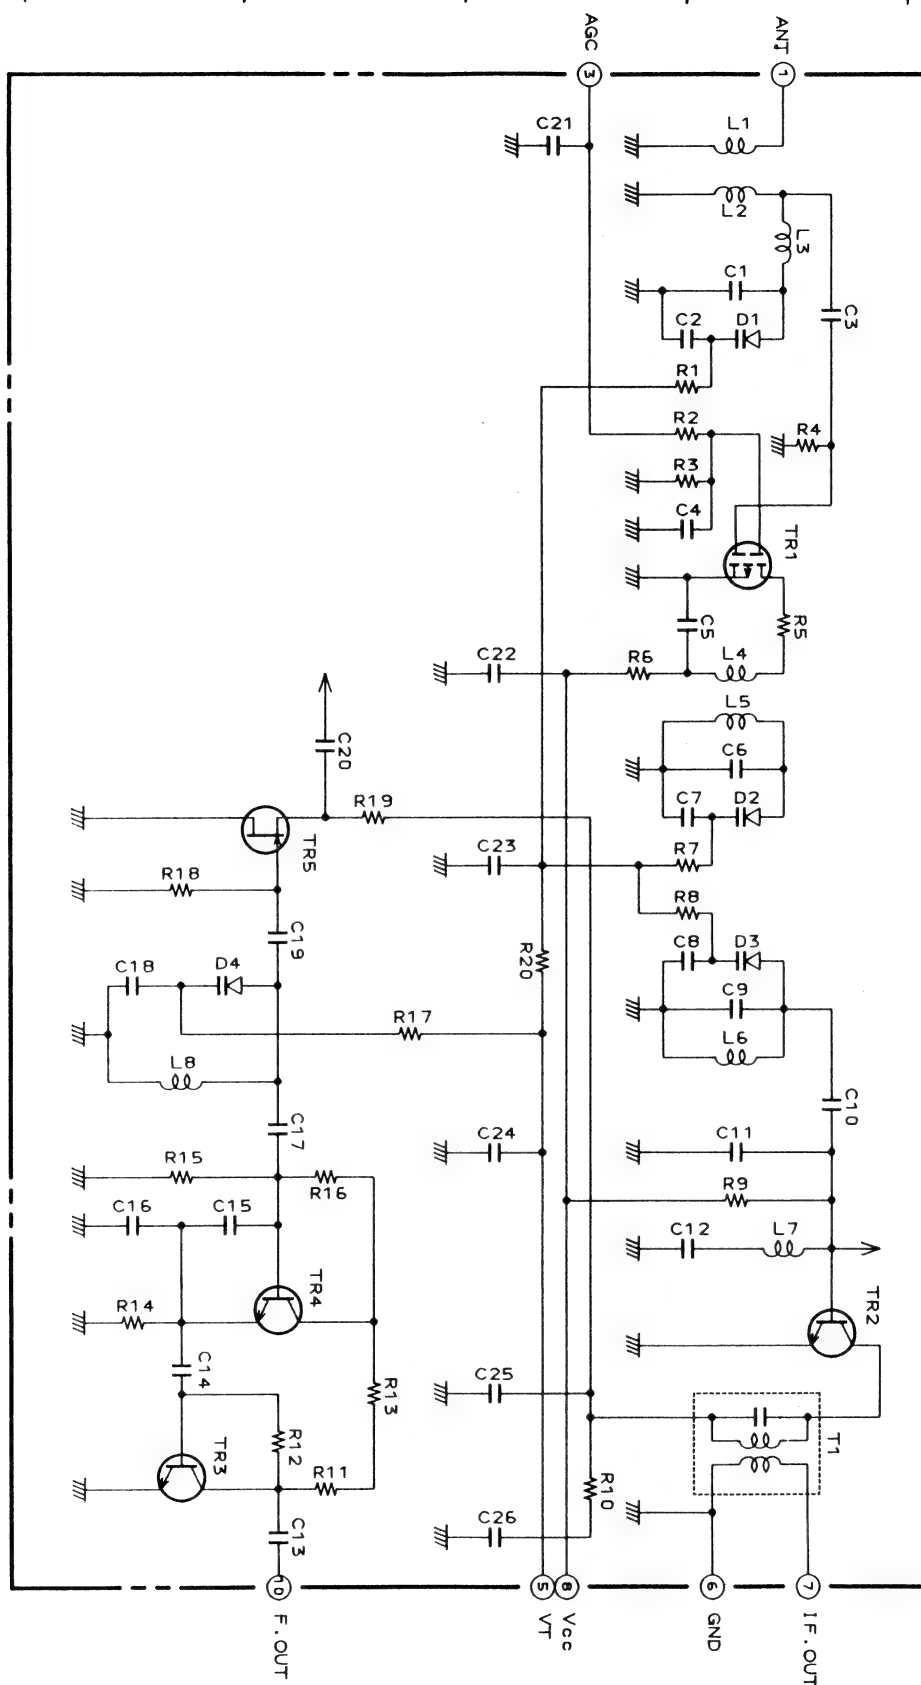 AGC
ANT
3
1
C21
L1
L2
L3
C1
C2
D1
C3
R1
R2
R4
R3
C4
TR1
C5
R5
C22
R6
L4
L5
C20
C6
R19
C7
D2
TR5
C23
R7
R18
R8
C19
R20
C8
D3
C18
D4
C9
R17
L6
L8
C10
C17
C24
C11
R15
R16
R9
C16
C15
C12
L7
TR4
TR2
R14
C14
R13
C25
R12
T1
TR3
R11
R10
C13
C26
10
5
8
6
7
F.OUT
VT
Vcc
GND
IF.OUT